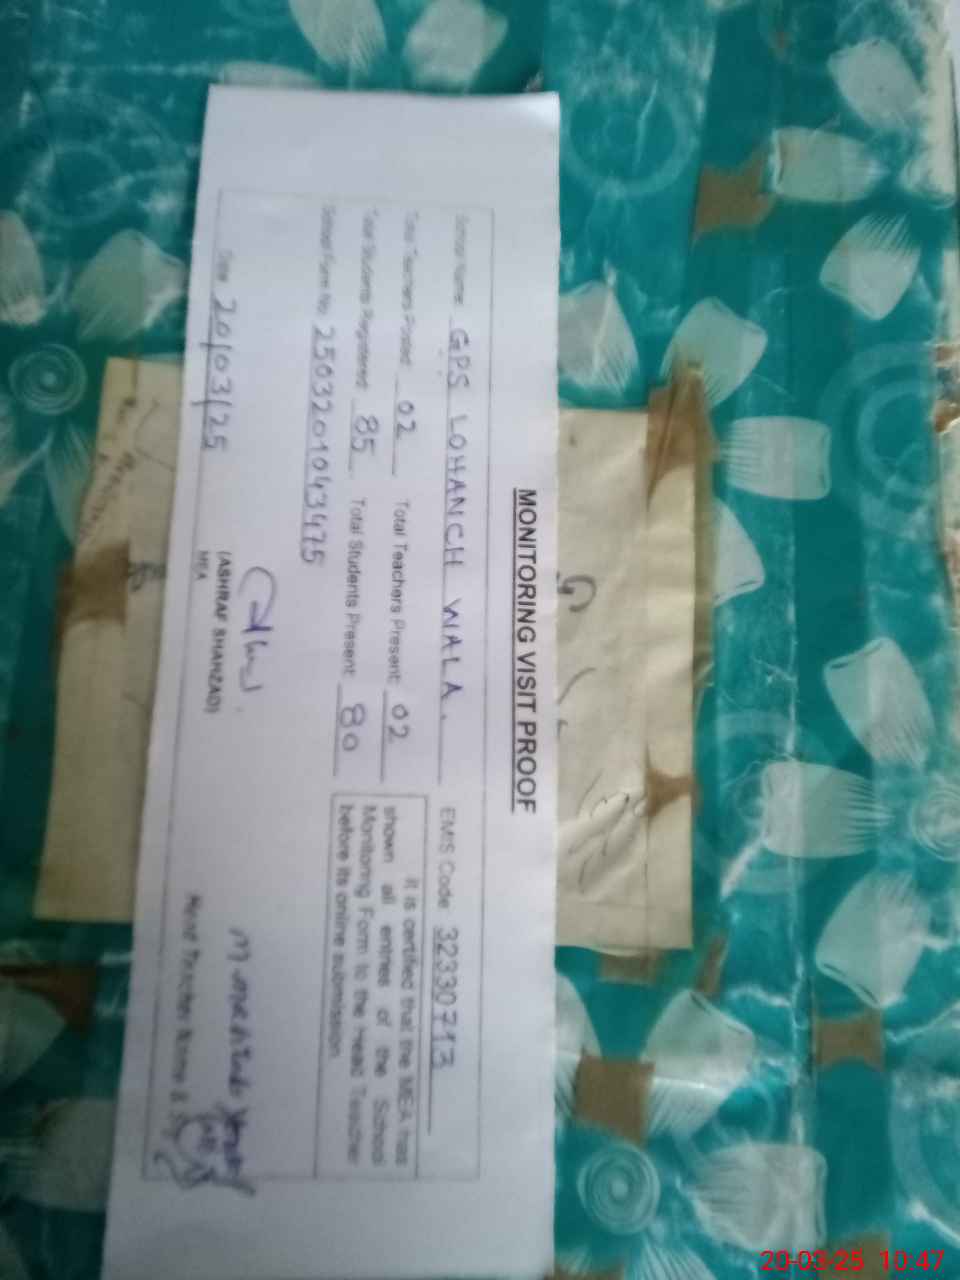 MONITORING VISIT PROOF
School Name: GPS LOHANCH WALA. EMIS Code 32330713
Total Teachers Posted: 02 Total Teachers Present: 02
Total Students Registered: 85 Total Students Present: 80
School Form No. 2503201043475
It is certified that the MEA has
shown all entries of the School
Monitoring Form to the Head Teacher
before its online submission
Date 20/03/25
(ASHRAF SHAHZAD)
MEA
Head Teacher Name &
20-03-25 10:47